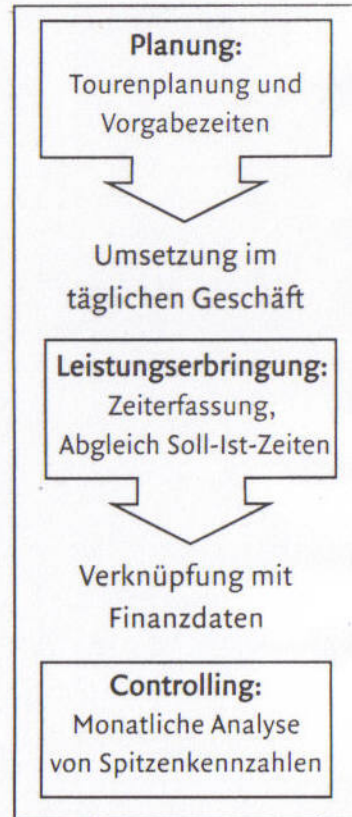 Planung:
Tourenplanung und
Vorgabezeiten
Umsetzung im
täglichen Geschäft
Leistungserbringung:
Zeiterfassung,
Abgleich Soll-Ist-Zeiten
Verknüpfung mit
Finanzdaten
Controlling:
Monatliche Analyse
von Spitzenkennzahlen